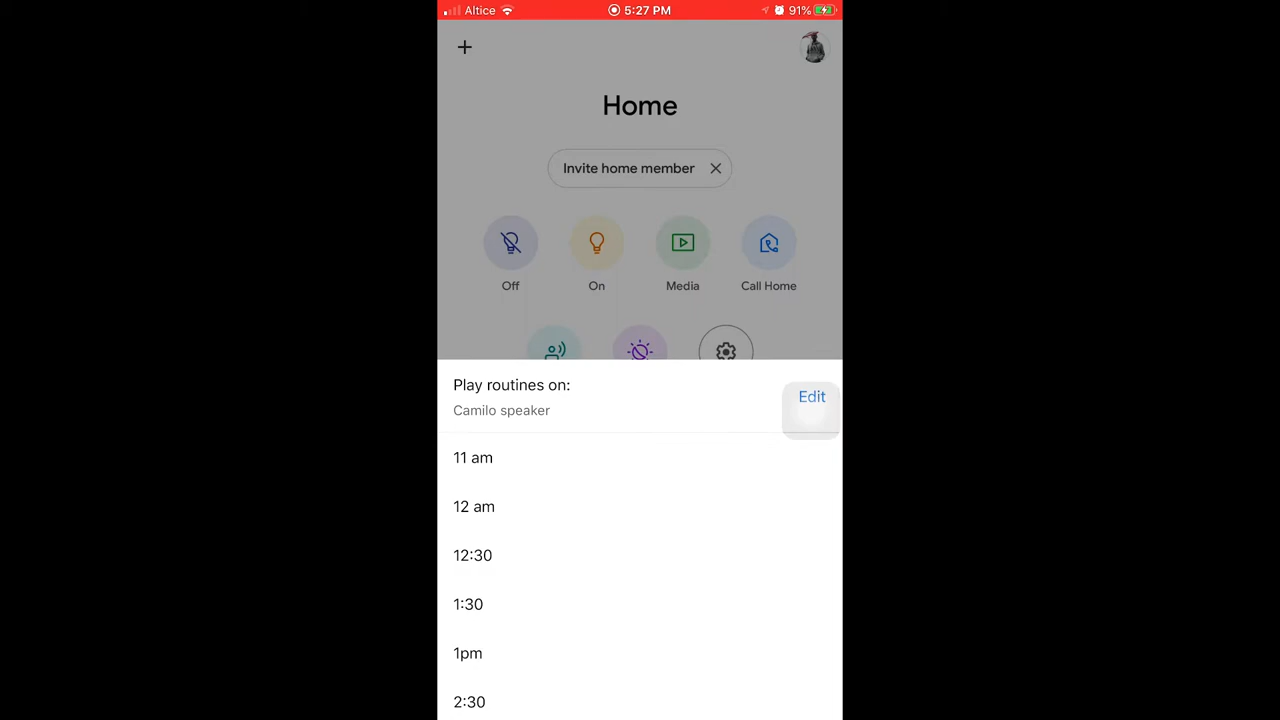 Altice 5:27 PM 91%
+
Home
Invite home member
Off On Media Call Home
Play routines on:
Camilo speaker
Edit
11 am
12 am
12:30
1:30
1pm
2:30